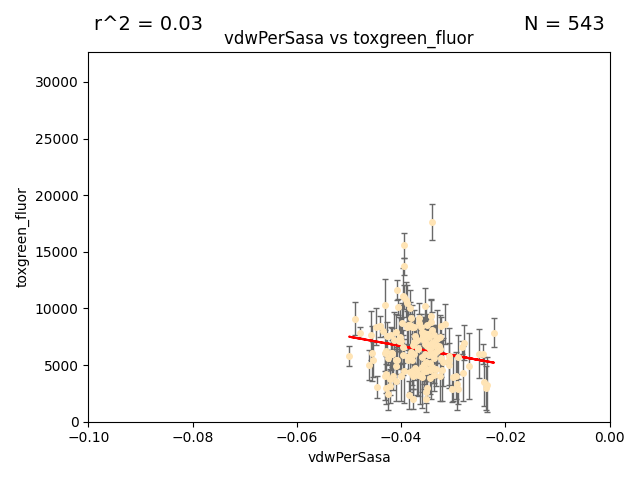 r^2 = 0.03
N = 543
vdwPerSasa vs toxgreen_fluor
30000
25000
20000
15000
10000
5000
0
toxgreen_fluor
−0.10
−0.08
−0.06
−0.04
−0.02
0.00
vdwPerSasa